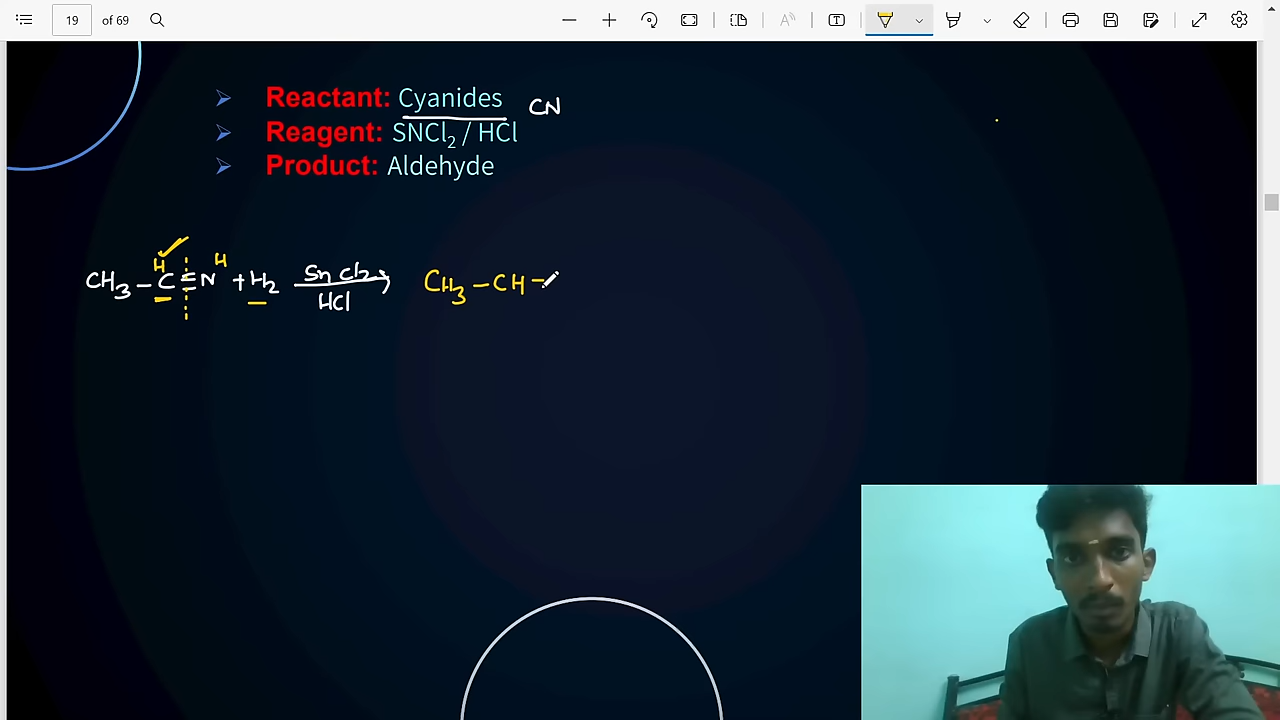 19 of 69
➢ Reactant: Cyanides CN
➢ Reagent: SNCl₂ / HCl
➢ Product: Aldehyde
H H
CH₃ – C ≡ N + H₂ SnCl₂ CH₃ – CH –
HCl